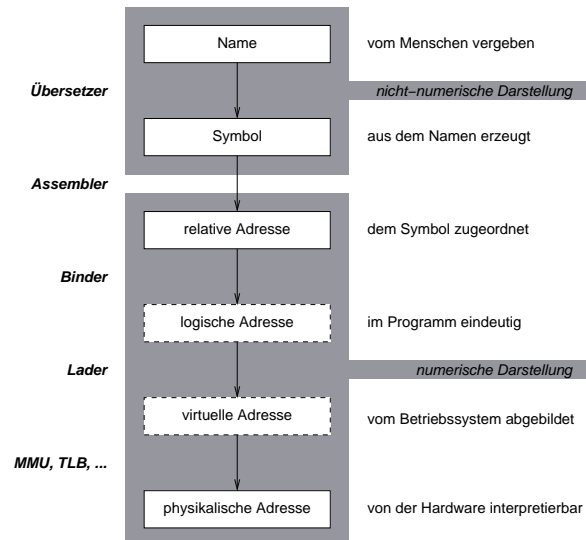 Name
vom Menschen vergeben
Übersetzer
nicht-numerische Darstellung
Symbol
aus dem Namen erzeugt
Assembler
relative Adresse
dem Symbol zugeordnet
Binder
logische Adresse
im Programm eindeutig
Lader
numerische Darstellung
virtuelle Adresse
vom Betriebssystem abgebildet
MMU, TLB, ...
physikalische Adresse
von der Hardware interpretierbar